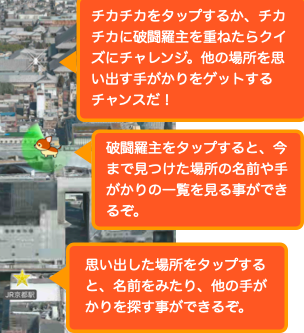 チカチカをタップするか、チカ
チカに破闘羅主を重ねたらクイ
ズにチャレンジ。他の場所を思
い出す手がかりをゲットする
チャンスだ！
破闘羅主をタップすると、今
まで見つけた場所の名前や手
がかりの一覧を見る事ができ
るぞ。
思い出した場所をタップする
と、名前をみたり、他の手が
かりを探す事ができるぞ。
JR京都駅